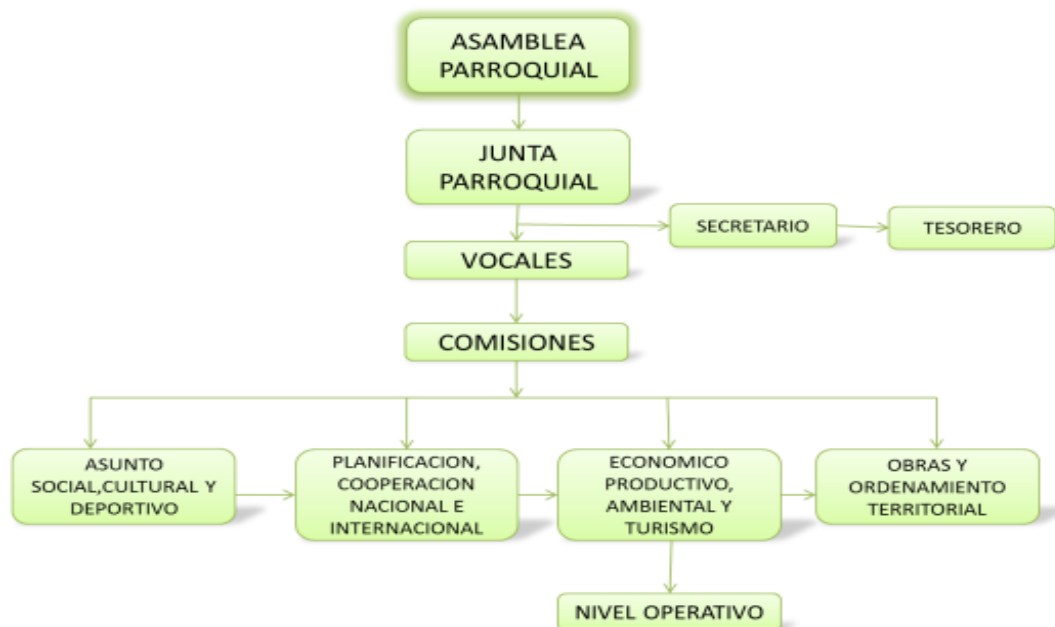 ASAMBLEA
PARROQUIAL
JUNTA
PARROQUIAL
SECRETARIO
TESORERO
VOCALES
COMISIONES
ASUNTO
SOCIAL,CULTURAL Y
DEPORTIVO
PLANIFICACION,
COOPERACION
NACIONAL E
INTERNACIONAL
ECONOMICO
PRODUCTIVO,
AMBIENTAL Y
TURISMO
OBRAS Y
ORDENAMIENTO
TERRITORIAL
NIVEL OPERATIVO